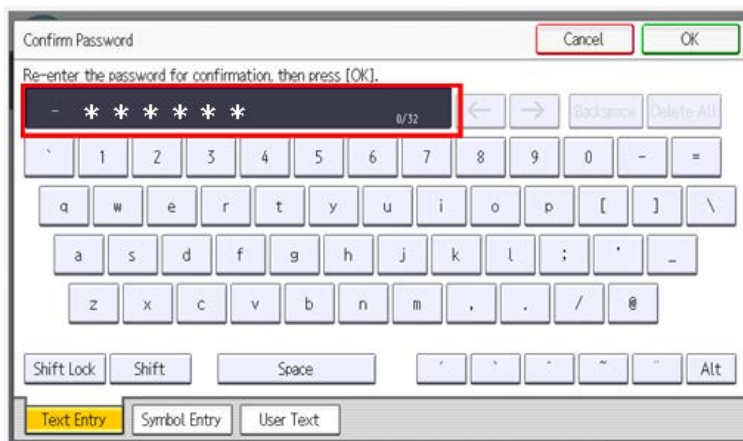 Confirm Password Cancel OK
Re-enter the password for confirmation, then press [OK].
- ****** 0/32 ← → Backspace Delete All
` 1 2 3 4 5 6 7 8 9 0 - =
q w e r t y u i o p [ ] \
a s d f g h j k l ; ' _
z x c v b n m , . / @
Shift Lock Shift Space ´ ` ^ ~ ¨ Alt
Text Entry Symbol Entry User Text